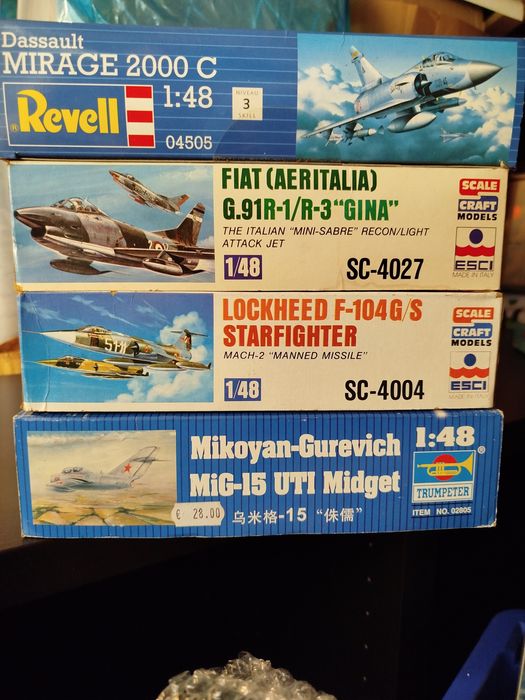 Dassault
MIRAGE 2000 C
Revell
®
1:48
NIVEAU
3
SKILL
04505
FIAT (AERITALIA)
G.91R-1/R-3 "GINA"
THE ITALIAN "MINI-SABRE" RECON/LIGHT
ATTACK JET
1/48
SC-4027
SCALE
CRAFT
MODELS
ESCI
MADE IN ITALY
LOCKHEED F-104G/S
STARFIGHTER
MACH-2 "MANNED MISSILE"
1/48
SC-4004
SCALE
CRAFT
MODELS
ESCI
MADE IN ITALY
Mikoyan-Gurevich
MiG-15 UTI Midget
乌米格-15 “侏儒”
€ 28.00
1:48
®
TRUMPETER
ITEM NO. 02805